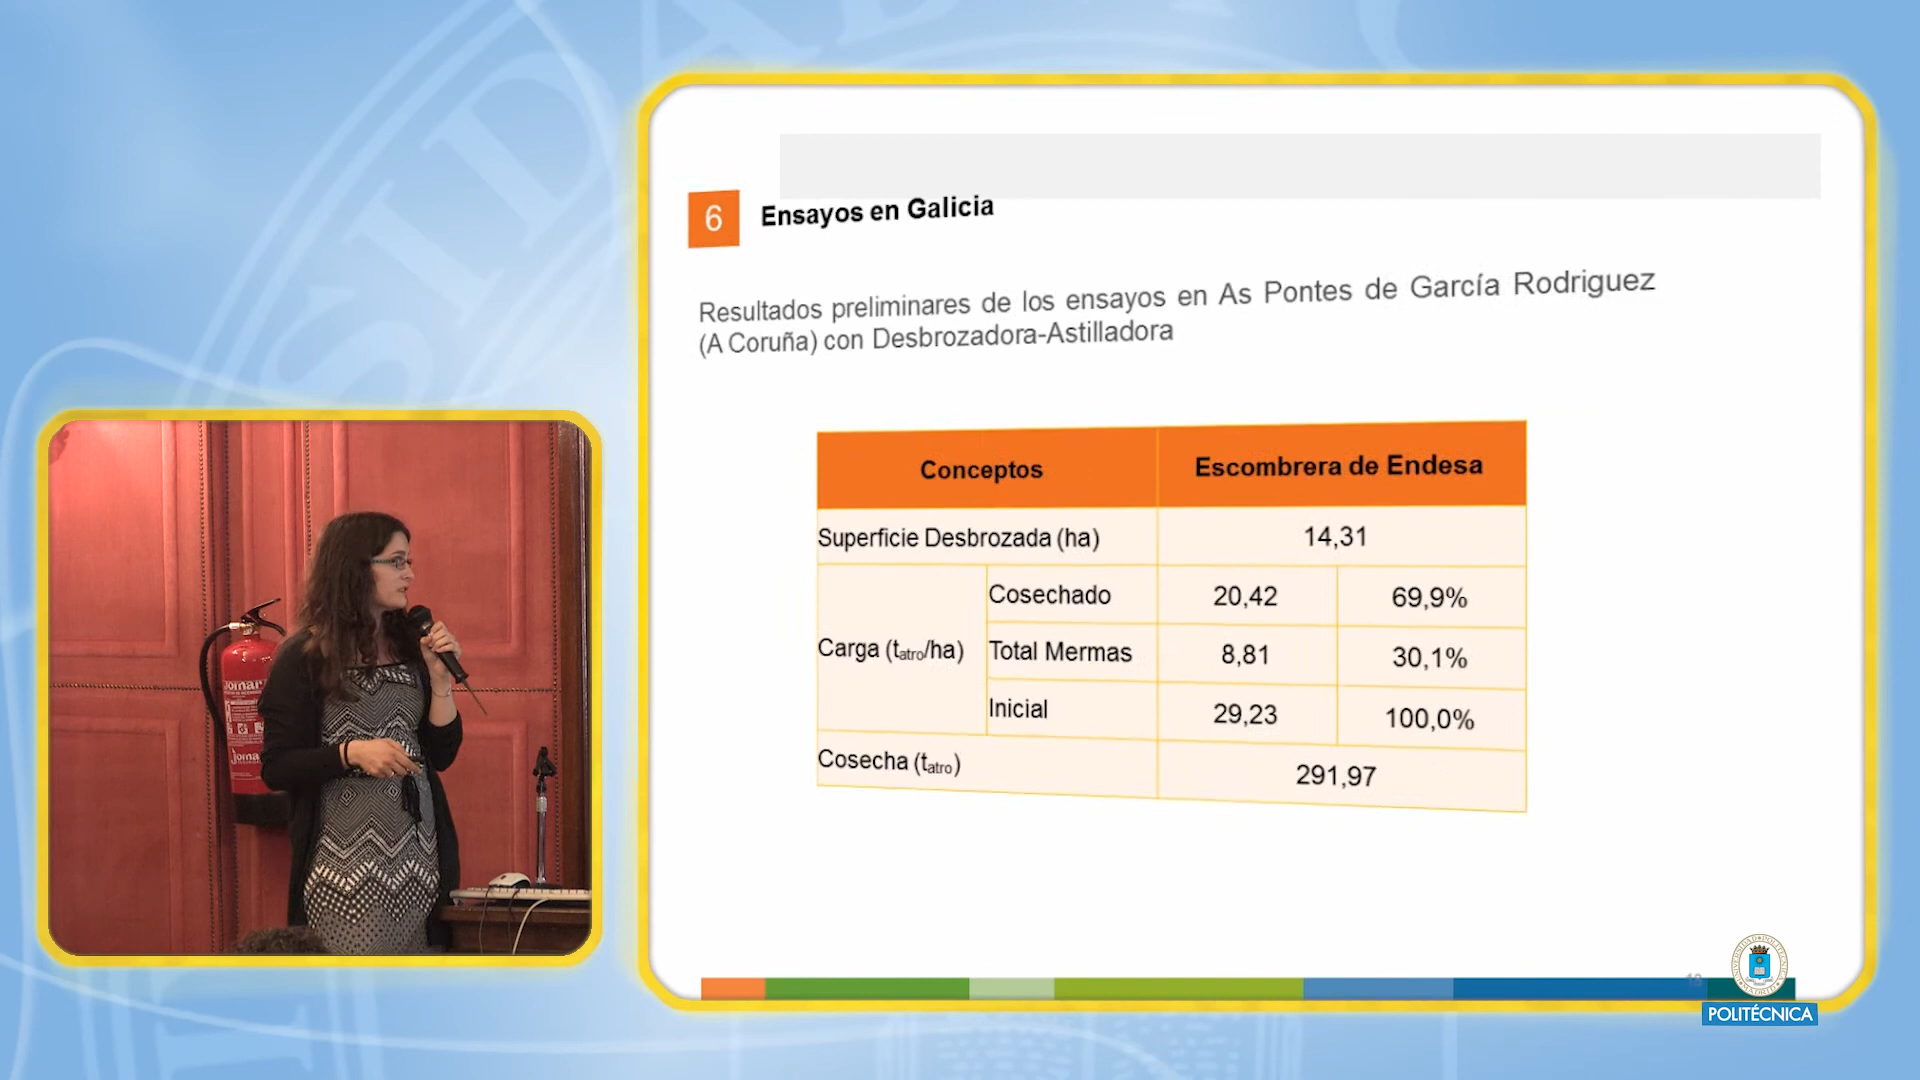 6
Ensayos en Galicia
Resultados preliminares de los ensayos en As Pontes de García Rodriguez
(A Coruña) con Desbrozadora-Astilladora
Conceptos
Escombrera de Endesa
Superficie Desbrozada (ha)
14,31
Carga (tatro/ha)
Cosechado
20,42
69,9%
Total Mermas
8,81
30,1%
Inicial
29,23
100,0%
Cosecha (tatro)
291,97
18
POLITÉCNICA
Jomar